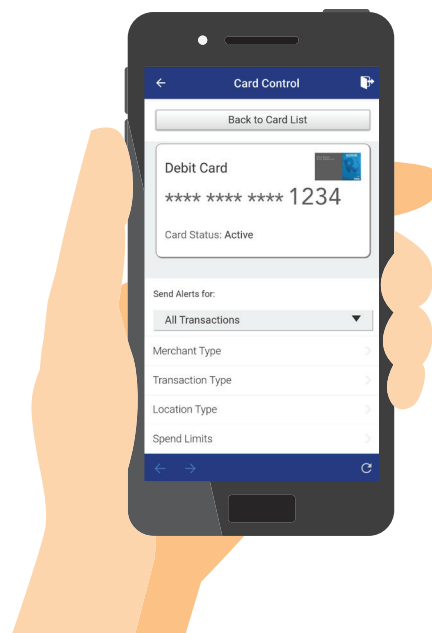 Card Control
Back to Card List
Debit Card
**** **** **** 1234
Card Status: Active
Send Alerts for:
All Transactions
Merchant Type
Transaction Type
Location Type
Spend Limits